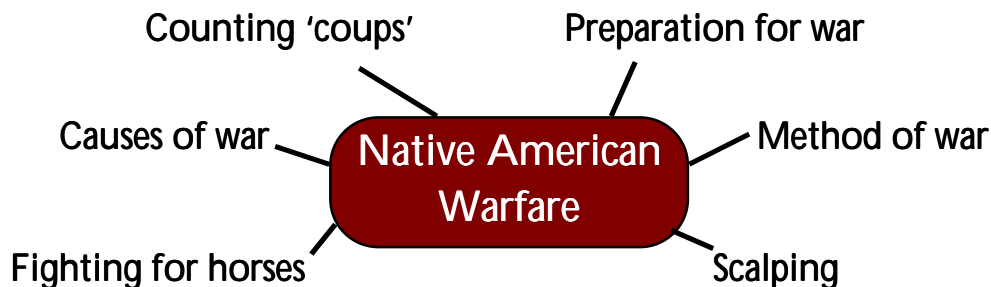 Counting ‘coups’
Preparation for war
Causes of war
Native American
Warfare
Method of war
Fighting for horses
Scalping